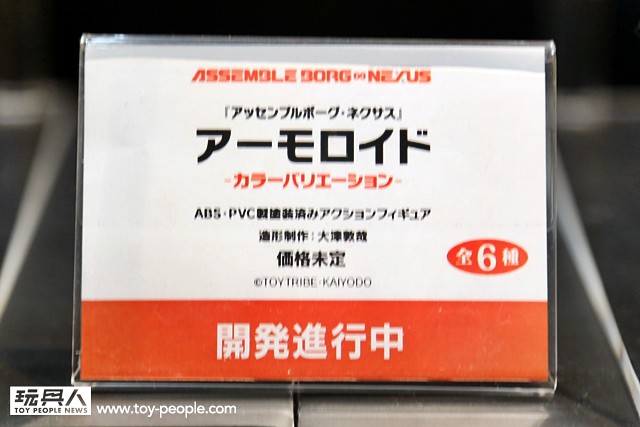 ASSEMBLE BORG∞NEXUS
『アッセンブルボーグ・ネクサス』
アーモロイド
-カラーバリエーション-
ABS・PVC製塗装済みアクションフィギュア
造形制作：大津敦哉
価格未定
全6種
©TOYTRIBE・KAIYODO
開発進行中
玩具人
TOY PEOPLE NEWS
www.toy-people.com